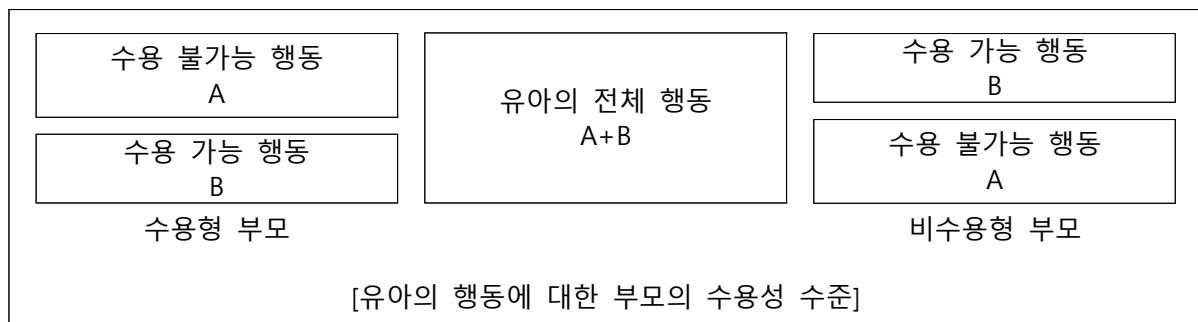 수용 불가능 행동
A
수용 가능 행동
B
수용형 부모
유아의 전체 행동
A+B
수용 가능 행동
B
수용 불가능 행동
A
비수용형 부모
[유아의 행동에 대한 부모의 수용성 수준]